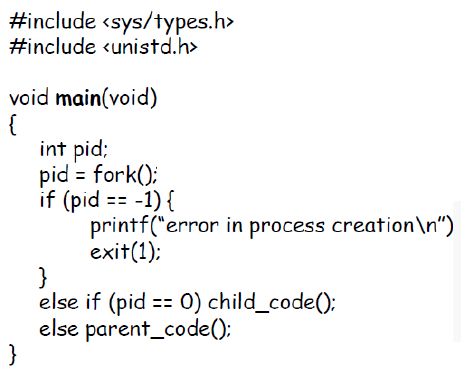 #include <sys/types.h>
#include <unistd.h>
void main(void)
{
int pid;
pid = fork();
if (pid == -1) {
printf("error in process creation\n")
exit(1);
}
else if (pid == 0) child_code();
else parent_code();
}